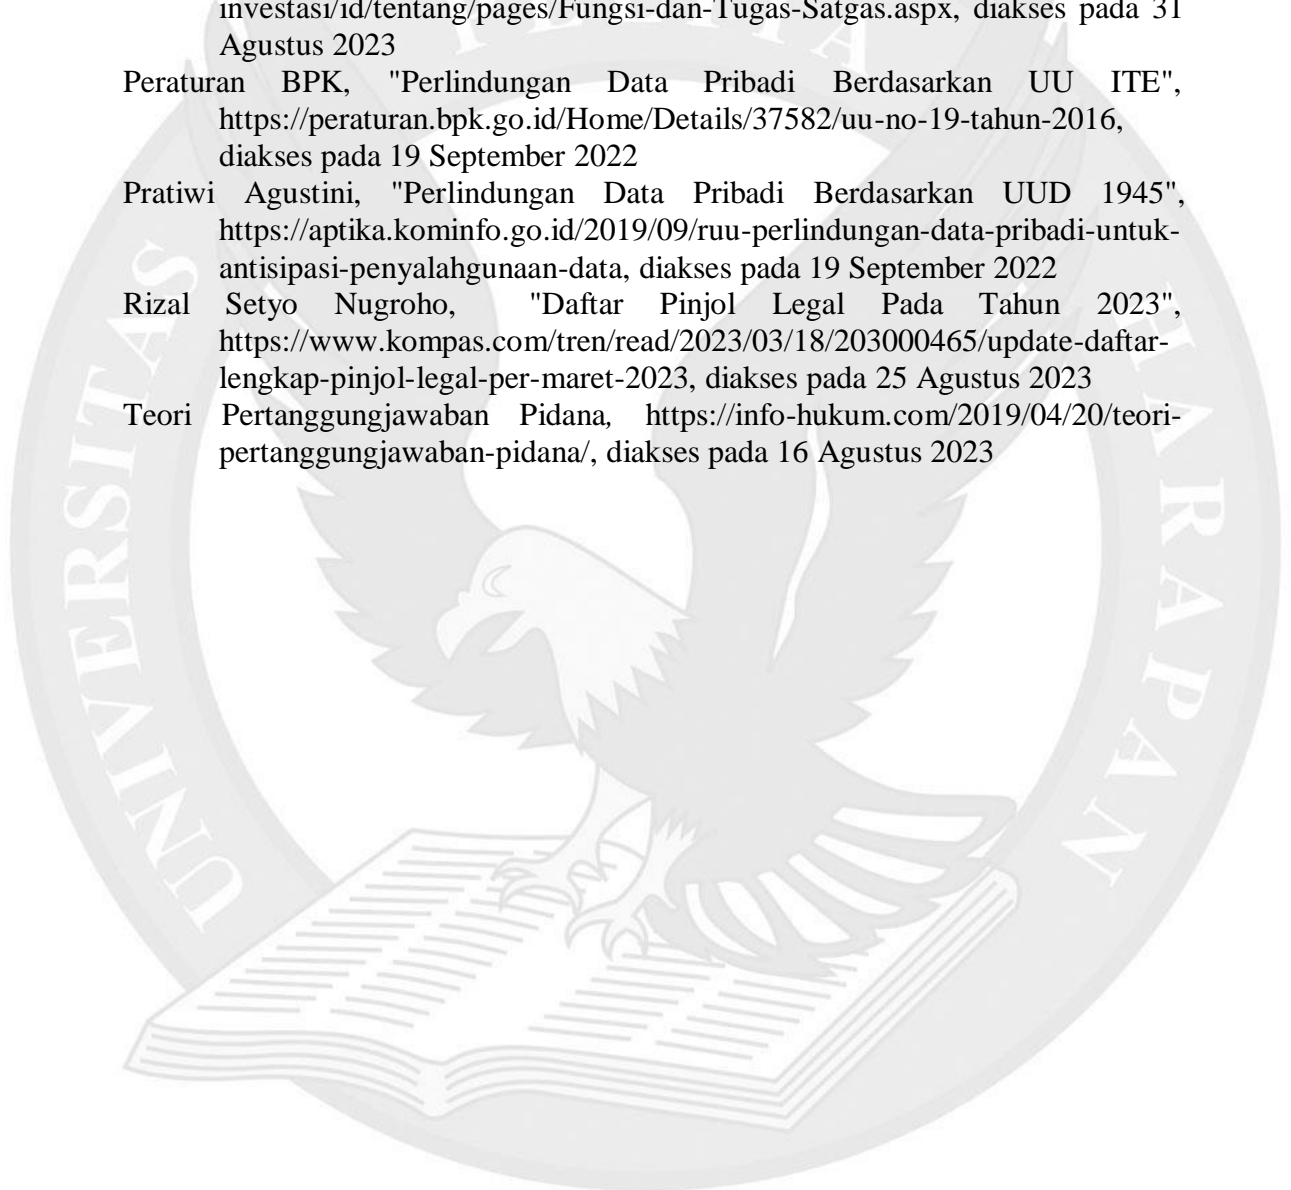 investasi/id/tentang/pages/Fungsi-dan-Tugas-Satgas.aspx, diakses pada 31
Agustus 2023
Peraturan BPK, "Perlindungan Data Pribadi Berdasarkan UU ITE",
https://peraturan.bpk.go.id/Home/Details/37582/uu-no-19-tahun-2016,
diakses pada 19 September 2022
Pratiwi Agustini, "Perlindungan Data Pribadi Berdasarkan UUD 1945",
https://aptika.kominfo.go.id/2019/09/ruu-perlindungan-data-pribadi-untuk-
antisipasi-penyalahgunaan-data, diakses pada 19 September 2022
Rizal Setyo Nugroho, "Daftar Pinjol Legal Pada Tahun 2023",
https://www.kompas.com/tren/read/2023/03/18/203000465/update-daftar-
lengkap-pinjol-legal-per-maret-2023, diakses pada 25 Agustus 2023
Teori Pertanggungjawaban Pidana, https://info-hukum.com/2019/04/20/teori-
pertanggungjawaban-pidana/, diakses pada 16 Agustus 2023
UNIVERSITAS
HARAPAN